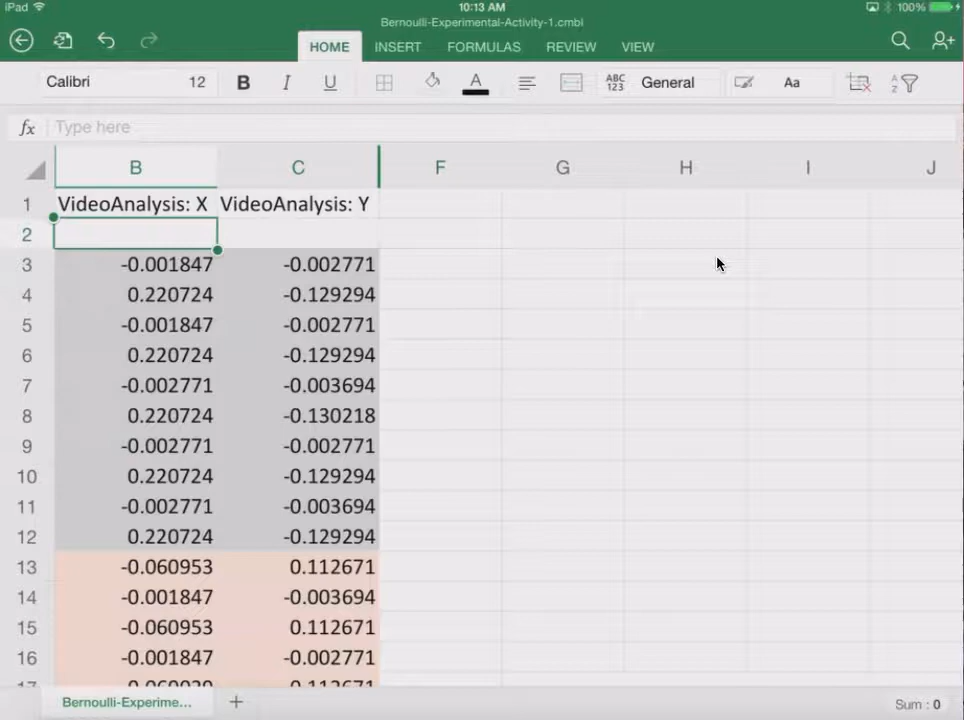 iPad 10:13 AM 100%
Bernoulli-Experimental-Activity-1.cmbl
HOME INSERT FORMULAS REVIEW VIEW
Calibri 12 B I U A ABC 123 General Aa A Z
fx Type here
B C F G H I J
1 VideoAnalysis: X VideoAnalysis: Y
2
3 -0.001847 -0.002771
4 0.220724 -0.129294
5 -0.001847 -0.002771
6 0.220724 -0.129294
7 -0.002771 -0.003694
8 0.220724 -0.130218
9 -0.002771 -0.002771
10 0.220724 -0.129294
11 -0.002771 -0.003694
12 0.220724 -0.129294
13 -0.060953 0.112671
14 -0.001847 -0.003694
15 -0.060953 0.112671
16 -0.001847 -0.002771
17
Bernoulli-Experime... + Sum : 0